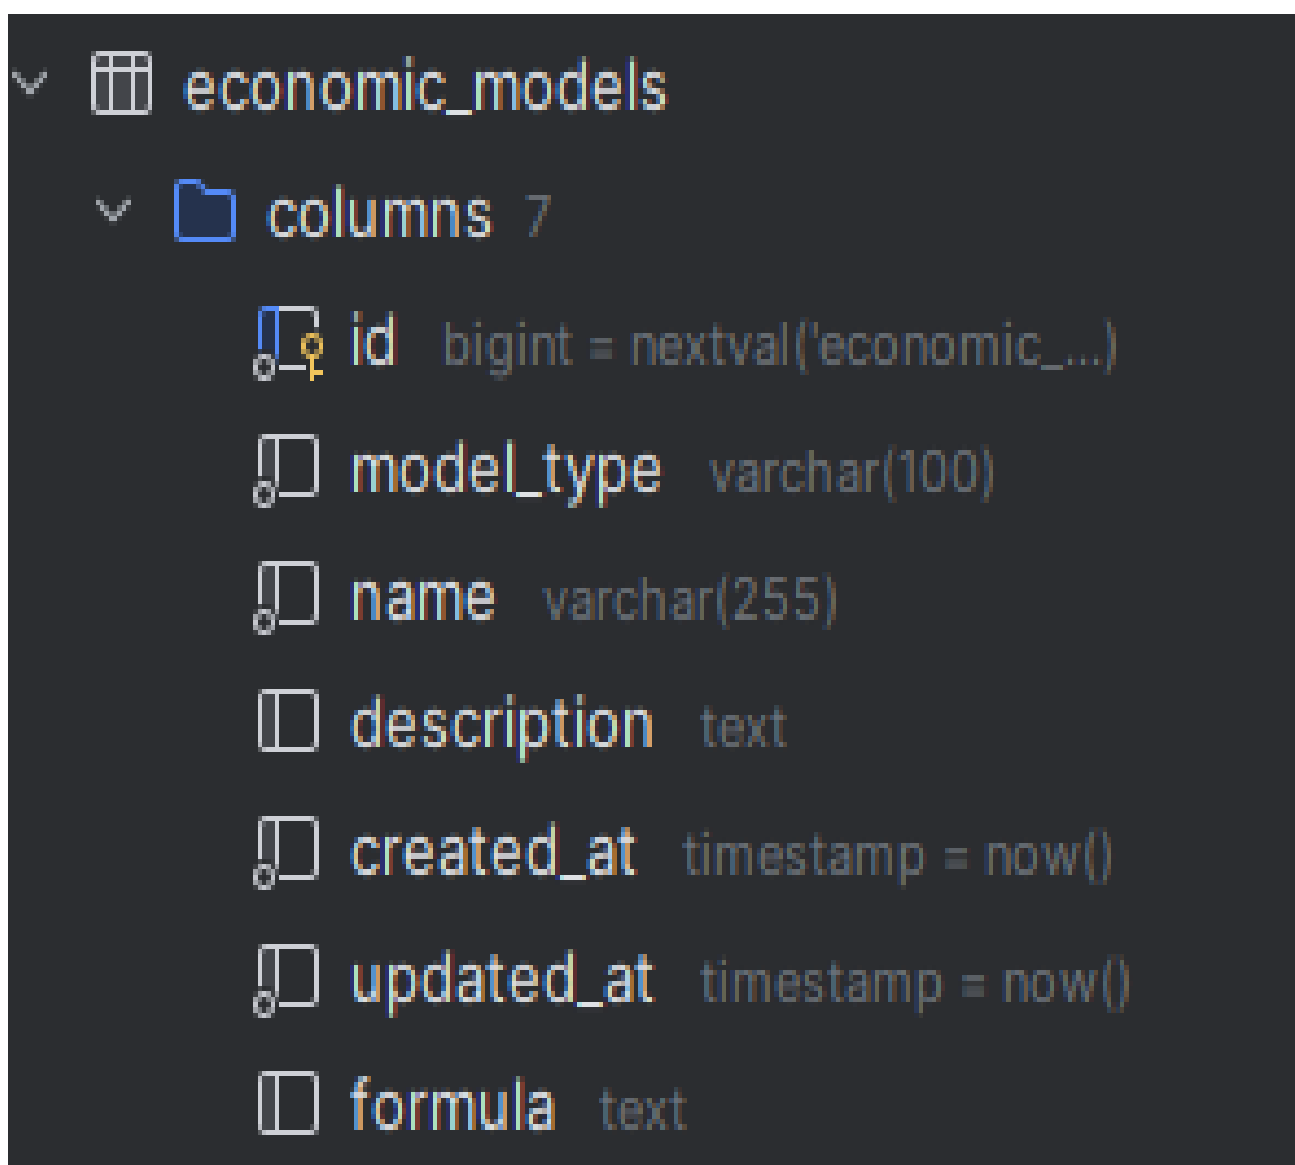 economic_models
columns 7
id bigint = nextval('economic_...)
model_type varchar(100)
name varchar(255)
description text
created_at timestamp = now()
updated_at timestamp = now()
formula text